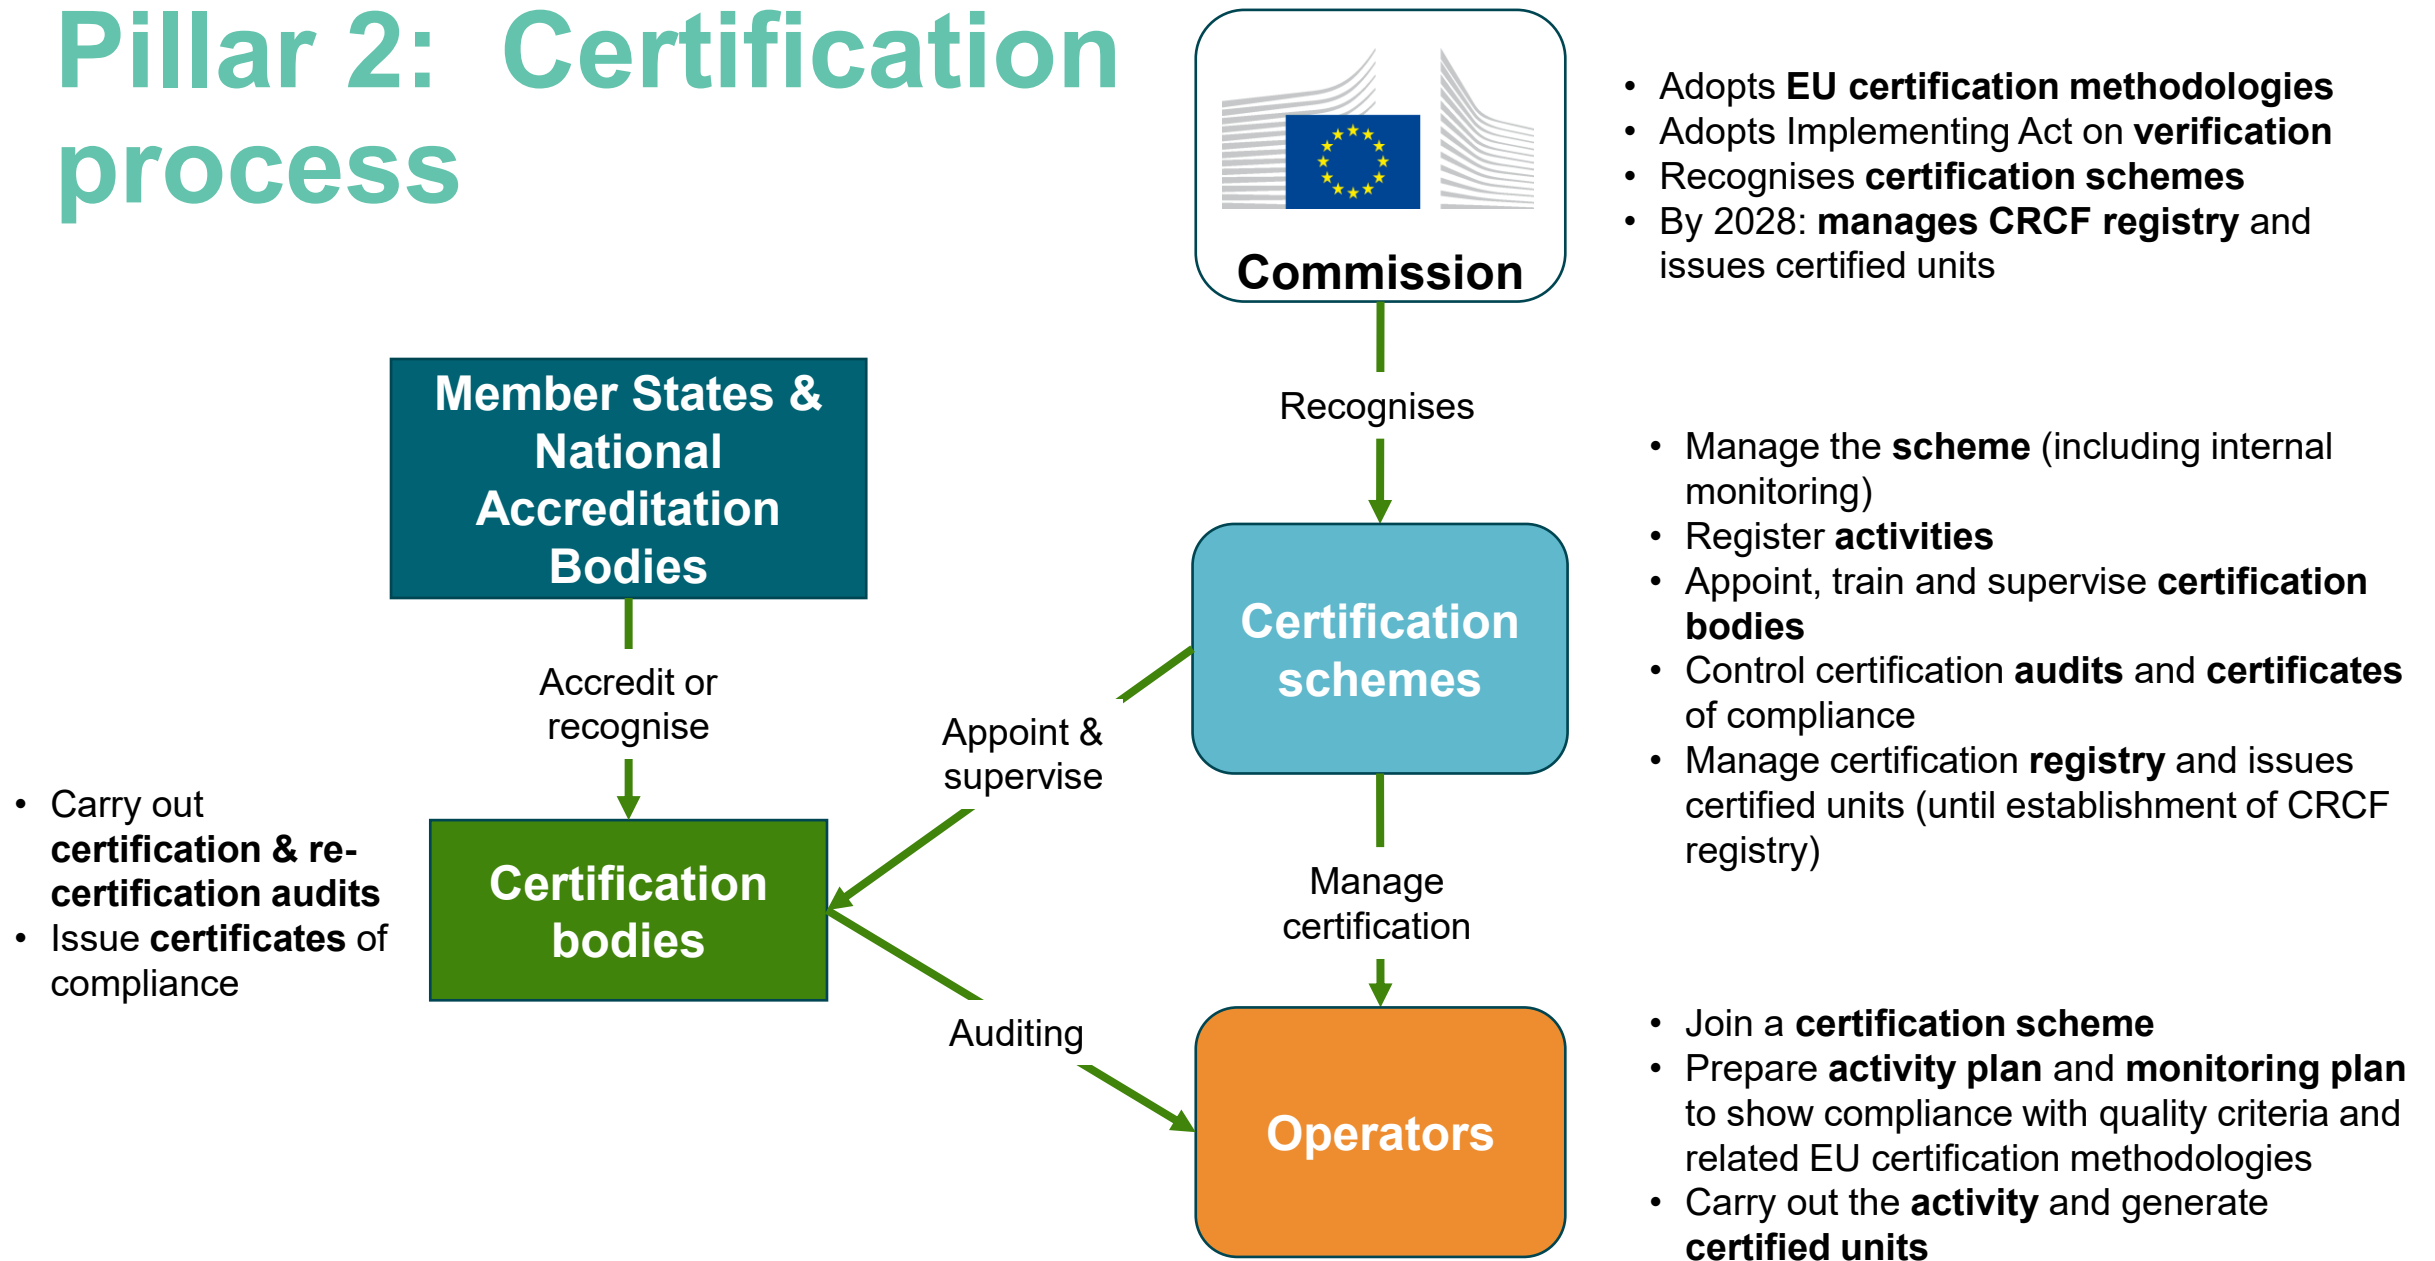 Pillar 2: Certification
process
Commission
• Adopts EU certification methodologies
• Adopts Implementing Act on verification
• Recognises certification schemes
• By 2028: manages CRCF registry and
issues certified units
Recognises
Member States &
National
Accreditation
Bodies
Accredit or
recognise
Certification
schemes
• Manage the scheme (including internal
monitoring)
• Register activities
• Appoint, train and supervise certification
bodies
• Control certification audits and certificates
of compliance
• Manage certification registry and issues
certified units (until establishment of CRCF
registry)
Appoint &
supervise
• Carry out
certification & re-
certification audits
• Issue certificates of
compliance
Certification
bodies
Manage
certification
Auditing
Operators
• Join a certification scheme
• Prepare activity plan and monitoring plan
to show compliance with quality criteria and
related EU certification methodologies
• Carry out the activity and generate
certified units